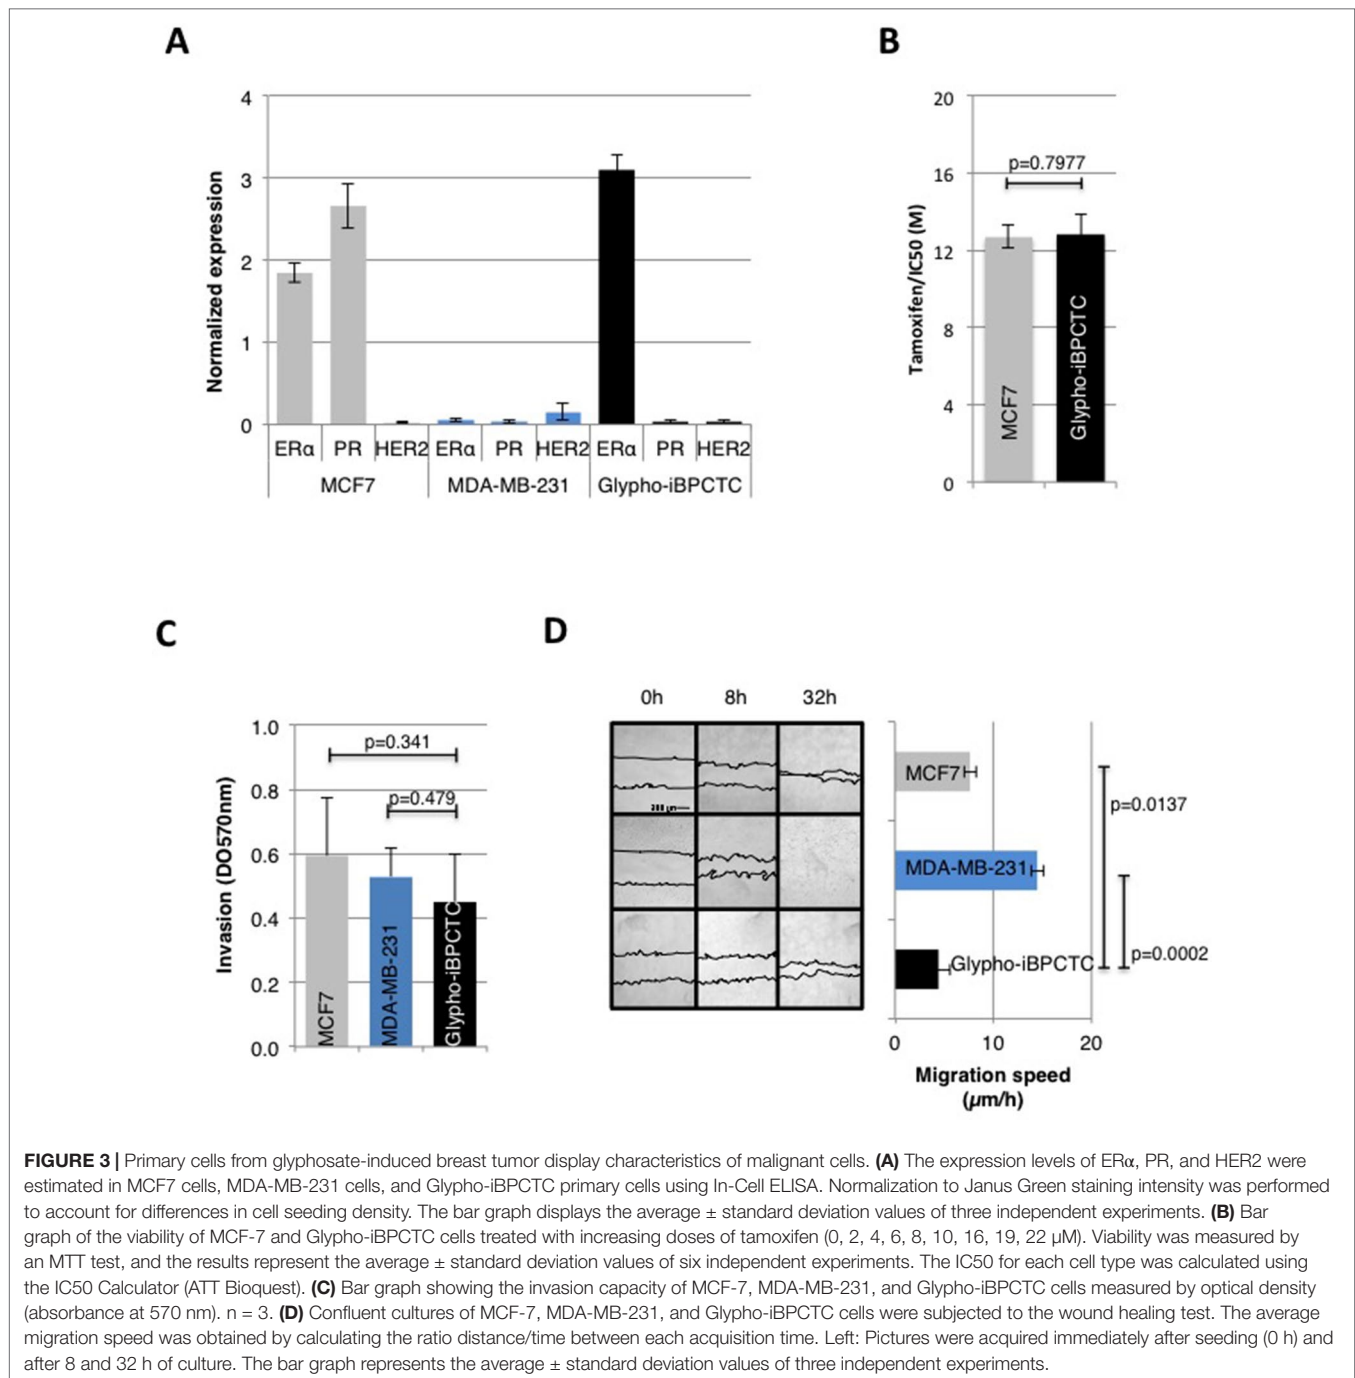 A
4
3
2
1
0
Normalized expression
ERα PR HER2 ERα PR HER2 ERα PR HER2
MCF7 MDA-MB-231 Glypho-iBPCTC
B
20
16
12
8
4
0
Tamoxifen/IC50 (M)
p=0.7977
MCF7
Glypho-iBPCTC
C
1.0
0.8
0.6
0.4
0.2
0.0
Invasion (DO570nm)
p=0.341
p=0.479
MCF7
MDA-MB-231
Glypho-iBPCTC
D
0h 8h 32h
MCF7
MDA-MB-231
Glypho-iBPCTC
p=0.0137
p=0.0002
0 10 20
Migration speed
(µm/h)
FIGURE 3 | Primary cells from glyphosate-induced breast tumor display characteristics of malignant cells. (A) The expression levels of ERα, PR, and HER2 were
estimated in MCF7 cells, MDA-MB-231 cells, and Glypho-iBPCTC primary cells using In-Cell ELISA. Normalization to Janus Green staining intensity was performed
to account for differences in cell seeding density. The bar graph displays the average ± standard deviation values of three independent experiments. (B) Bar
graph of the viability of MCF-7 and Glypho-iBPCTC cells treated with increasing doses of tamoxifen (0, 2, 4, 6, 8, 10, 16, 19, 22 µM). Viability was measured by
an MTT test, and the results represent the average ± standard deviation values of six independent experiments. The IC50 for each cell type was calculated using
the IC50 Calculator (ATT Bioquest). (C) Bar graph showing the invasion capacity of MCF-7, MDA-MB-231, and Glypho-iBPCTC cells measured by optical density
(absorbance at 570 nm). n = 3. (D) Confluent cultures of MCF-7, MDA-MB-231, and Glypho-iBPCTC cells were subjected to the wound healing test. The average
migration speed was obtained by calculating the ratio distance/time between each acquisition time. Left: Pictures were acquired immediately after seeding (0 h) and
after 8 and 32 h of culture. The bar graph represents the average ± standard deviation values of three independent experiments.